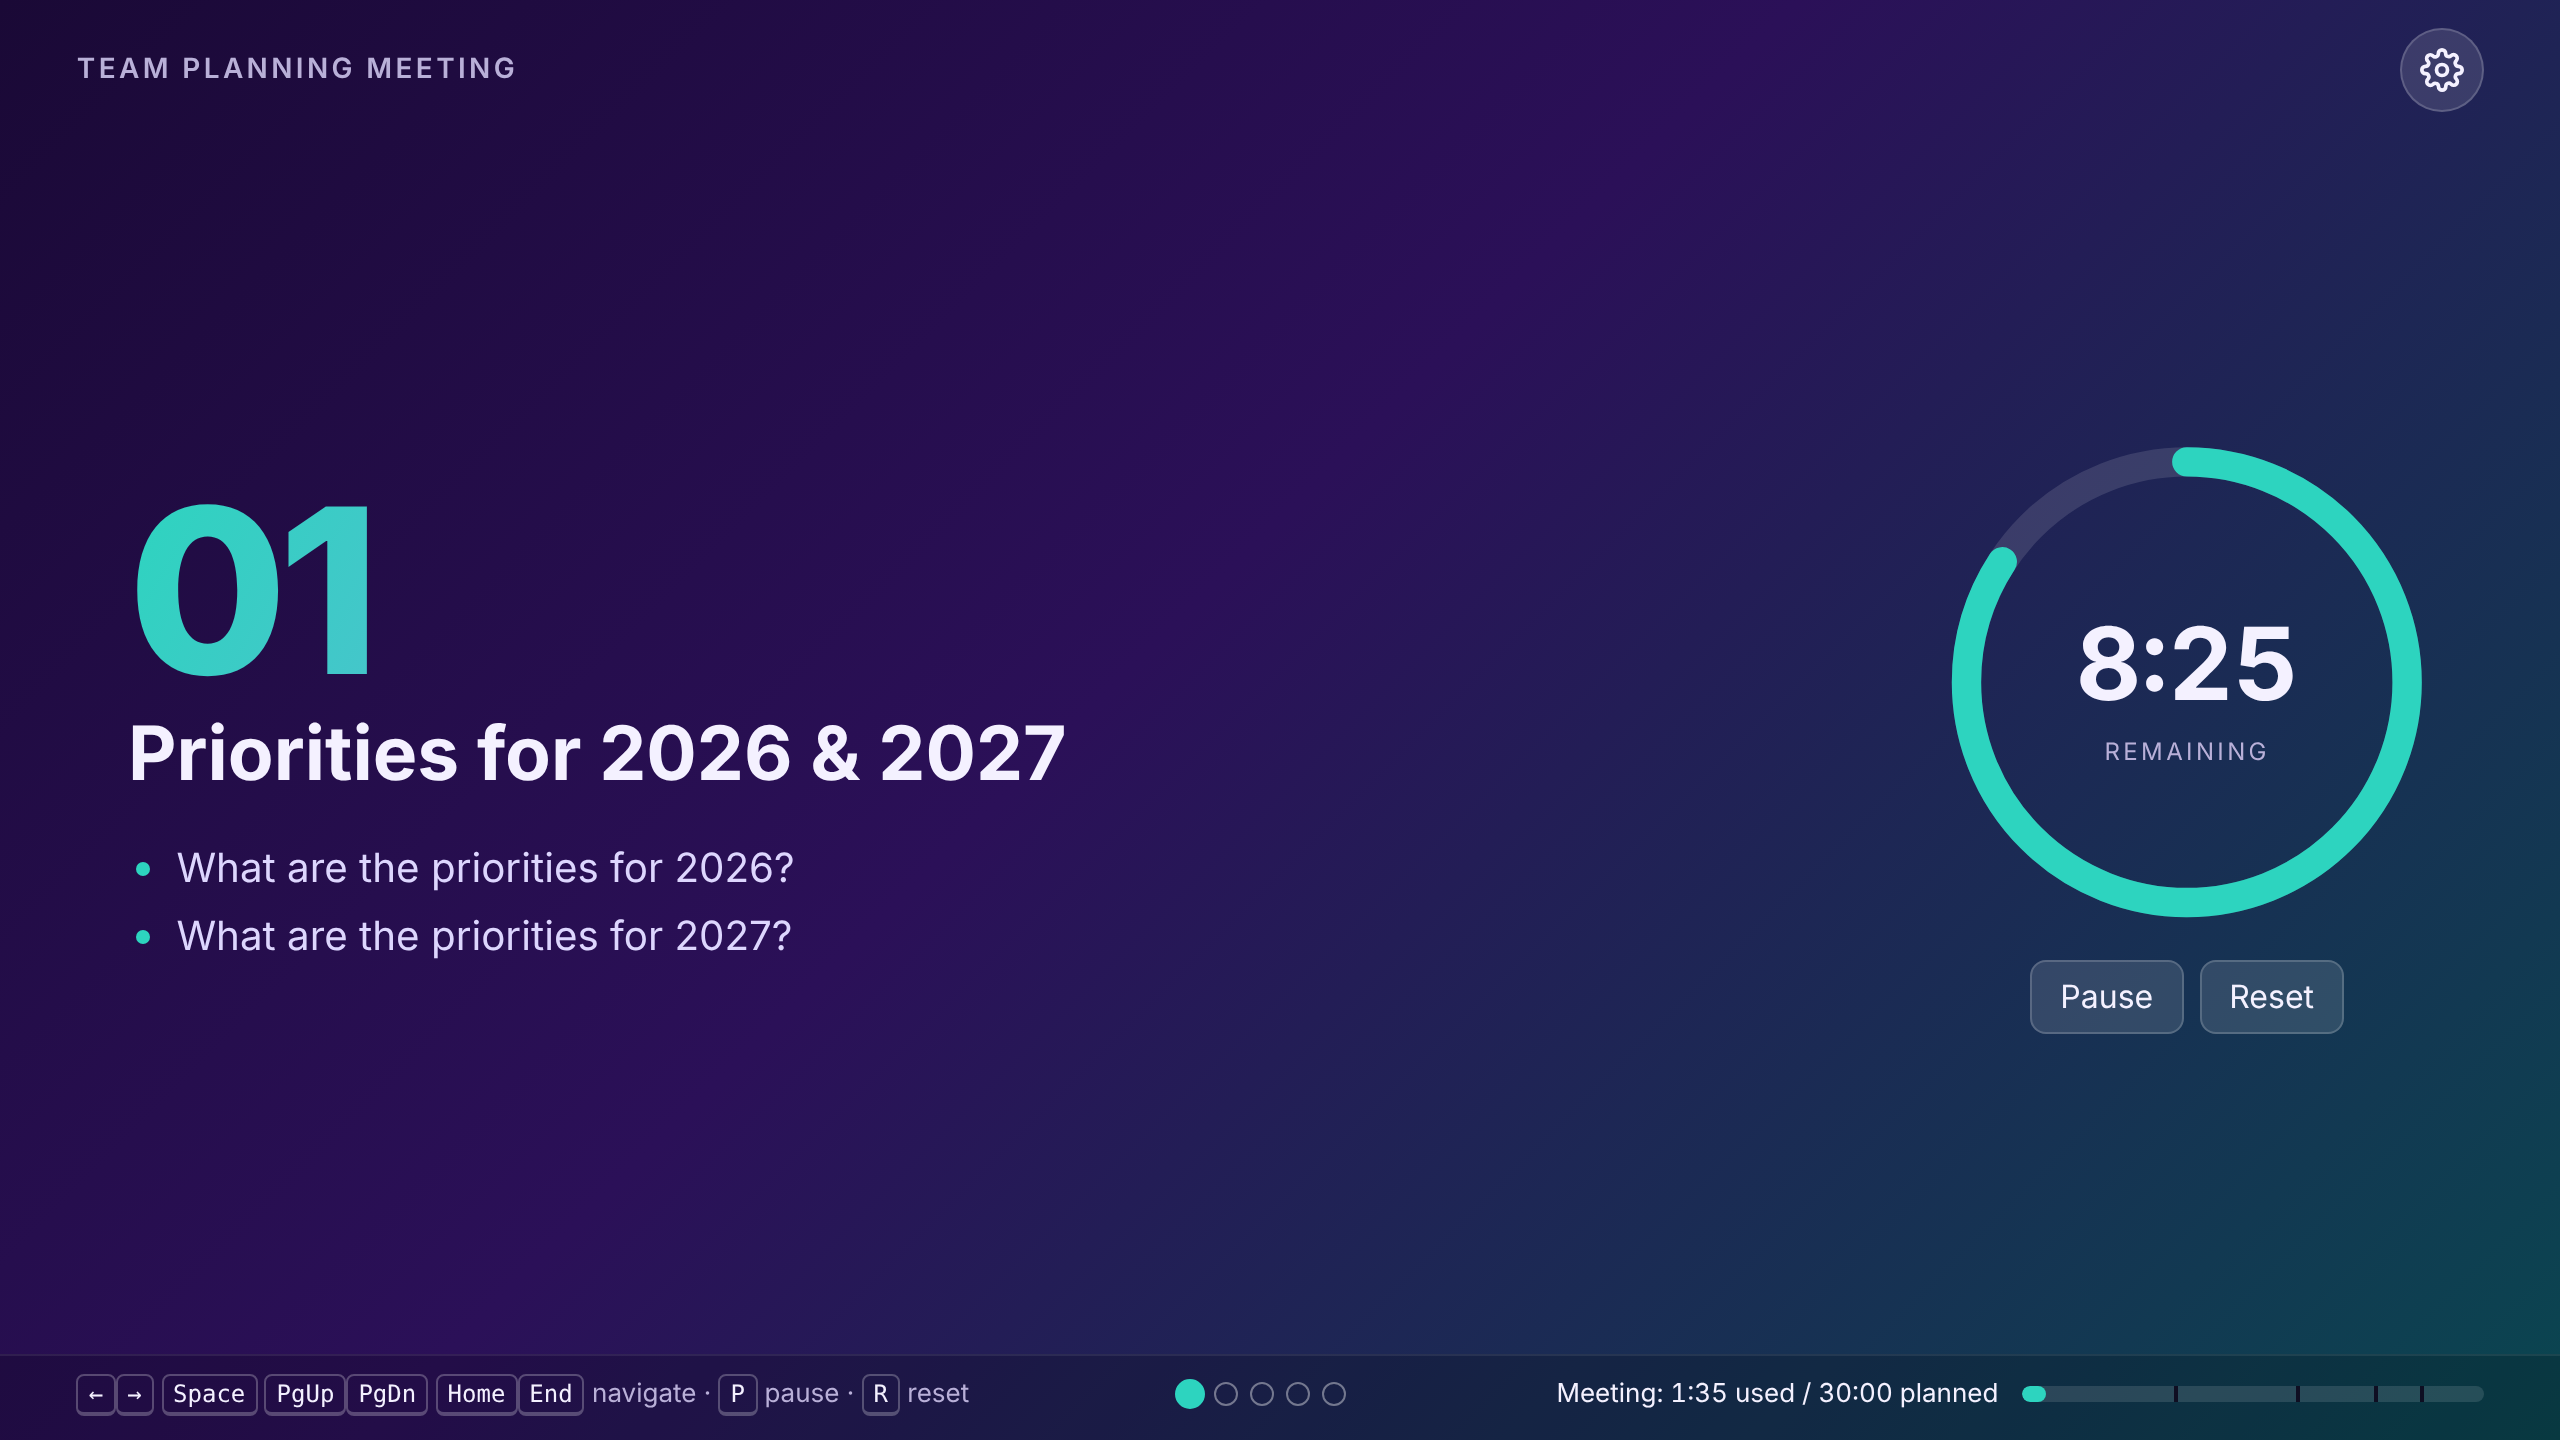 TEAM PLANNING MEETING
01
Priorities for 2026 & 2027
What are the priorities for 2026?
What are the priorities for 2027?
8:25
REMAINING
Pause Reset
← → Space PgUp PgDn Home End navigate · P pause · R reset
Meeting: 1:35 used / 30:00 planned